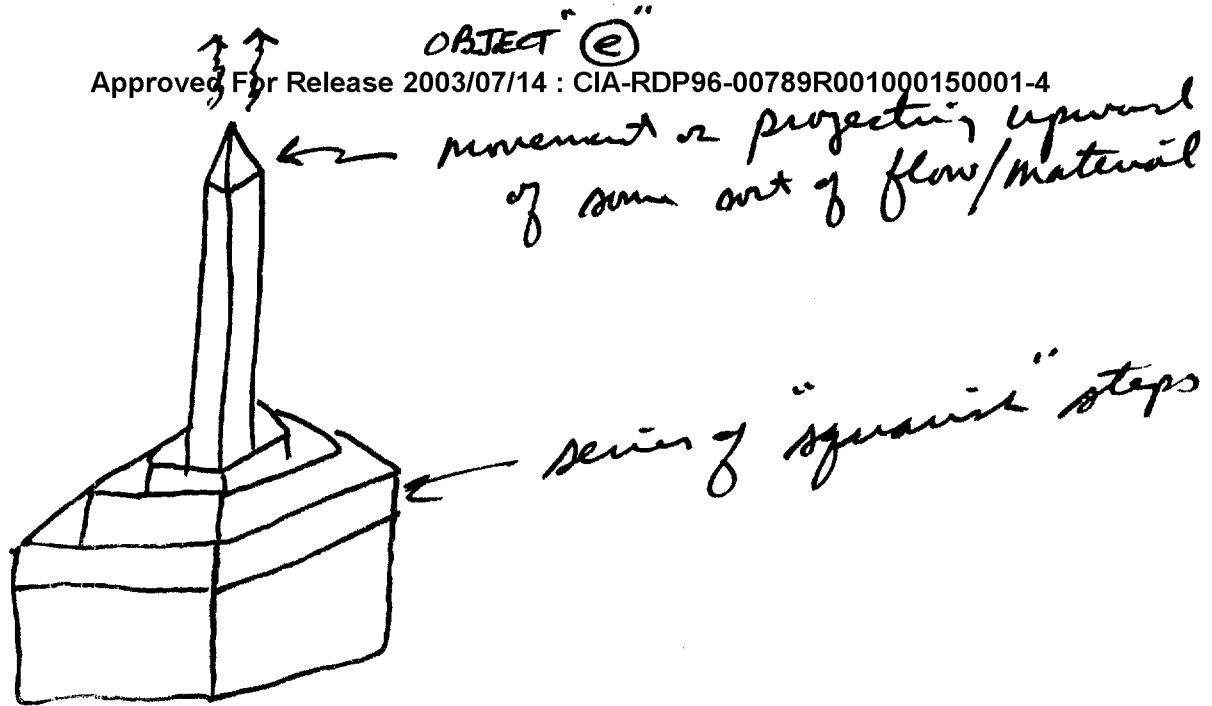 OBJECT "e"
Approved For Release 2003/07/14 : CIA-RDP96-00789R001000150001-4
movement or projecting upward
of some sort of flow/material
series of "squarish" steps